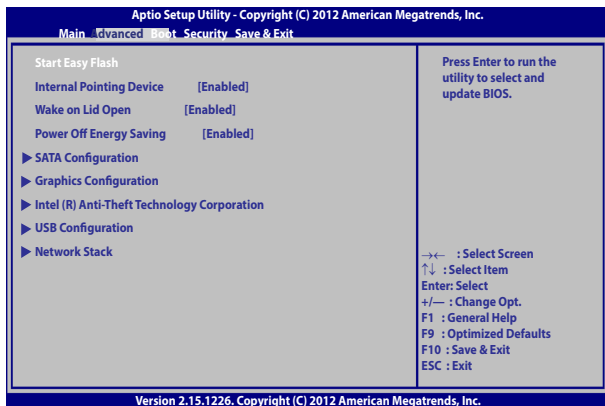 Aptio Setup Utility - Copyright (C) 2012 American Megatrends, Inc.
Main Advanced Boot Security Save & Exit
Start Easy Flash
Internal Pointing Device [Enabled]
Wake on Lid Open [Enabled]
Power Off Energy Saving [Enabled]
SATA Configuration
Graphics Configuration
Intel (R) Anti-Theft Technology Corporation
USB Configuration
Network Stack
Press Enter to run the
utility to select and
update BIOS.
→← : Select Screen
↑↓ : Select Item
Enter: Select
+/— : Change Opt.
F1 : General Help
F9 : Optimized Defaults
F10 : Save & Exit
ESC : Exit
Version 2.15.1226. Copyright (C) 2012 American Megatrends, Inc.